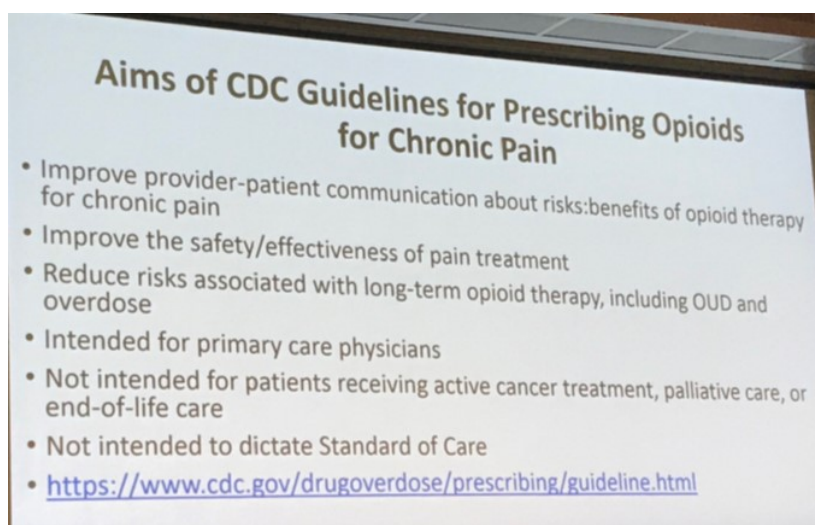 Aims of CDC Guidelines for Prescribing Opioids
for Chronic Pain
• Improve provider-patient communication about risks:benefits of opioid therapy
for chronic pain
• Improve the safety/effectiveness of pain treatment
• Reduce risks associated with long-term opioid therapy, including OUD and
overdose
• Intended for primary care physicians
• Not intended for patients receiving active cancer treatment, palliative care, or
end-of-life care
• Not intended to dictate Standard of Care
• https://www.cdc.gov/drugoverdose/prescribing/guideline.html